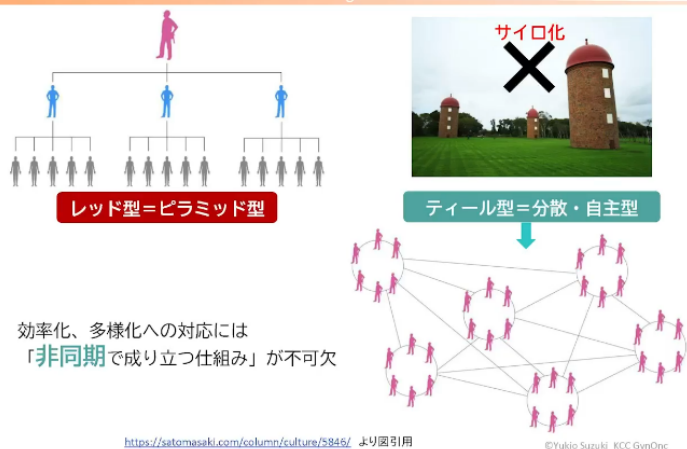 サイロ化
レッド型＝ピラミッド型
ティール型＝分散・自主型
効率化、多様化への対応には
「非同期で成り立つ仕組み」が不可欠
https://satomasaki.com/column/culture/5846/ より図引用
©Yukio Suzuki KCC GynOnc